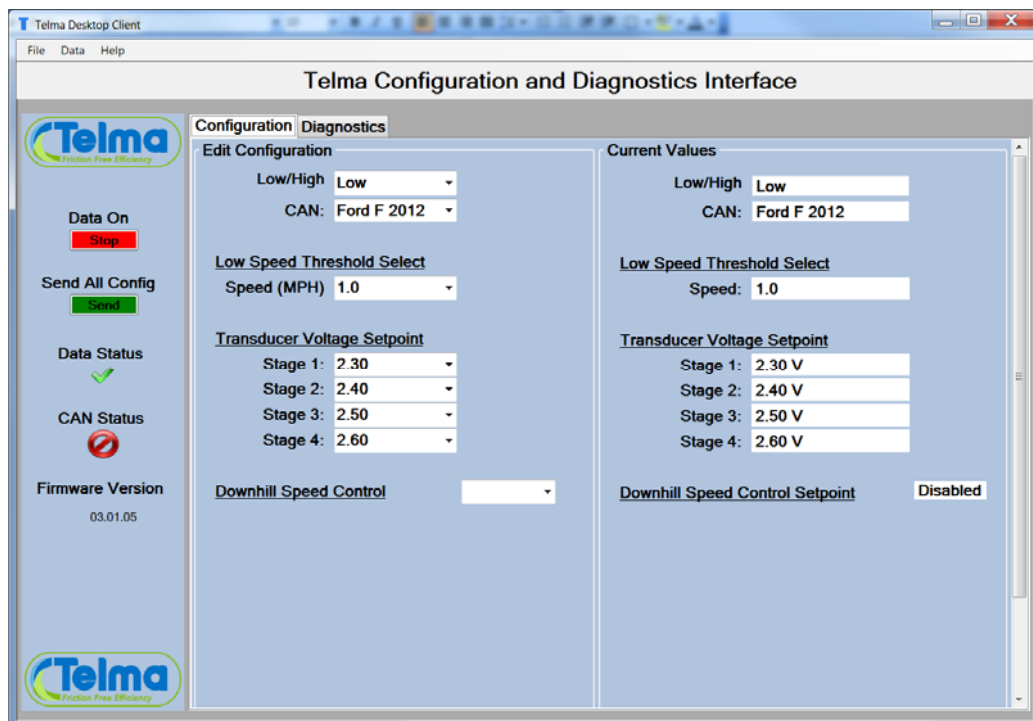 Telma Desktop Client
File Data Help
Telma Configuration and Diagnostics Interface
Telma
Friction Free Efficiency
Data On
Stop
Send All Config
Send
Data Status
CAN Status
Firmware Version
03.01.05
Telma
Friction Free Efficiency
Configuration Diagnostics
Edit Configuration
Low/High Low
CAN: Ford F 2012
Low Speed Threshold Select
Speed (MPH) 1.0
Transducer Voltage Setpoint
Stage 1: 2.30
Stage 2: 2.40
Stage 3: 2.50
Stage 4: 2.60
Downhill Speed Control
Current Values
Low/High Low
CAN: Ford F 2012
Low Speed Threshold Select
Speed: 1.0
Transducer Voltage Setpoint
Stage 1: 2.30 V
Stage 2: 2.40 V
Stage 3: 2.50 V
Stage 4: 2.60 V
Downhill Speed Control Setpoint Disabled